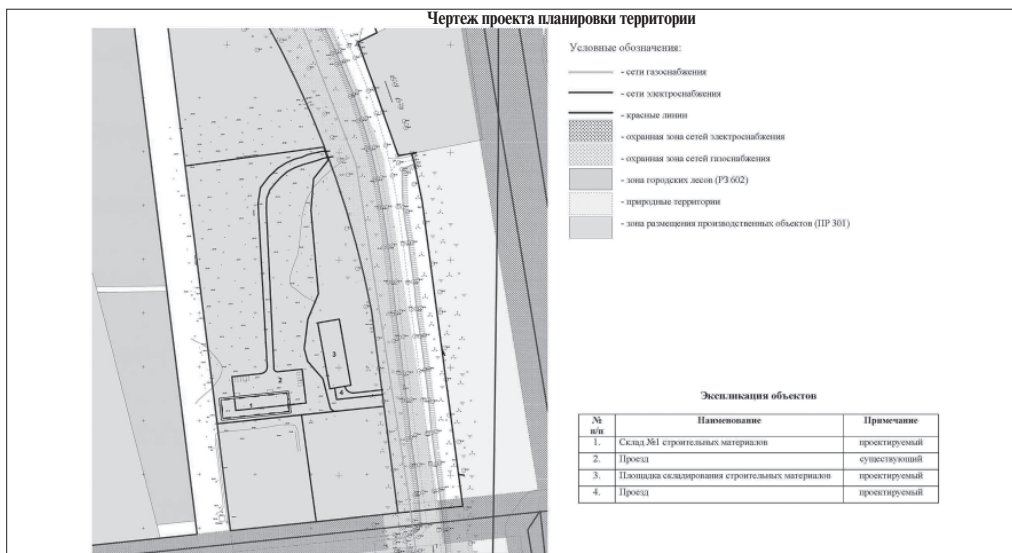 Чертеж проекта планировки территории
Условные обозначения:
- сети газоснабжения
- сети электроснабжения
- красные линии
- охранная зона сетей электроснабжения
- охранная зона сетей газоснабжения
- зона городских лесов (РЗ 602)
- природные территории
- зона размещения производственных объектов (ПР 301)
1
2
3
4
Экспликация объектов
№ п/п Наименование Примечание
1. Склад №1 строительных материалов проектируемый
2. Проезд существующий
3. Площадка складирования строительных материалов проектируемый
4. Проезд проектируемый